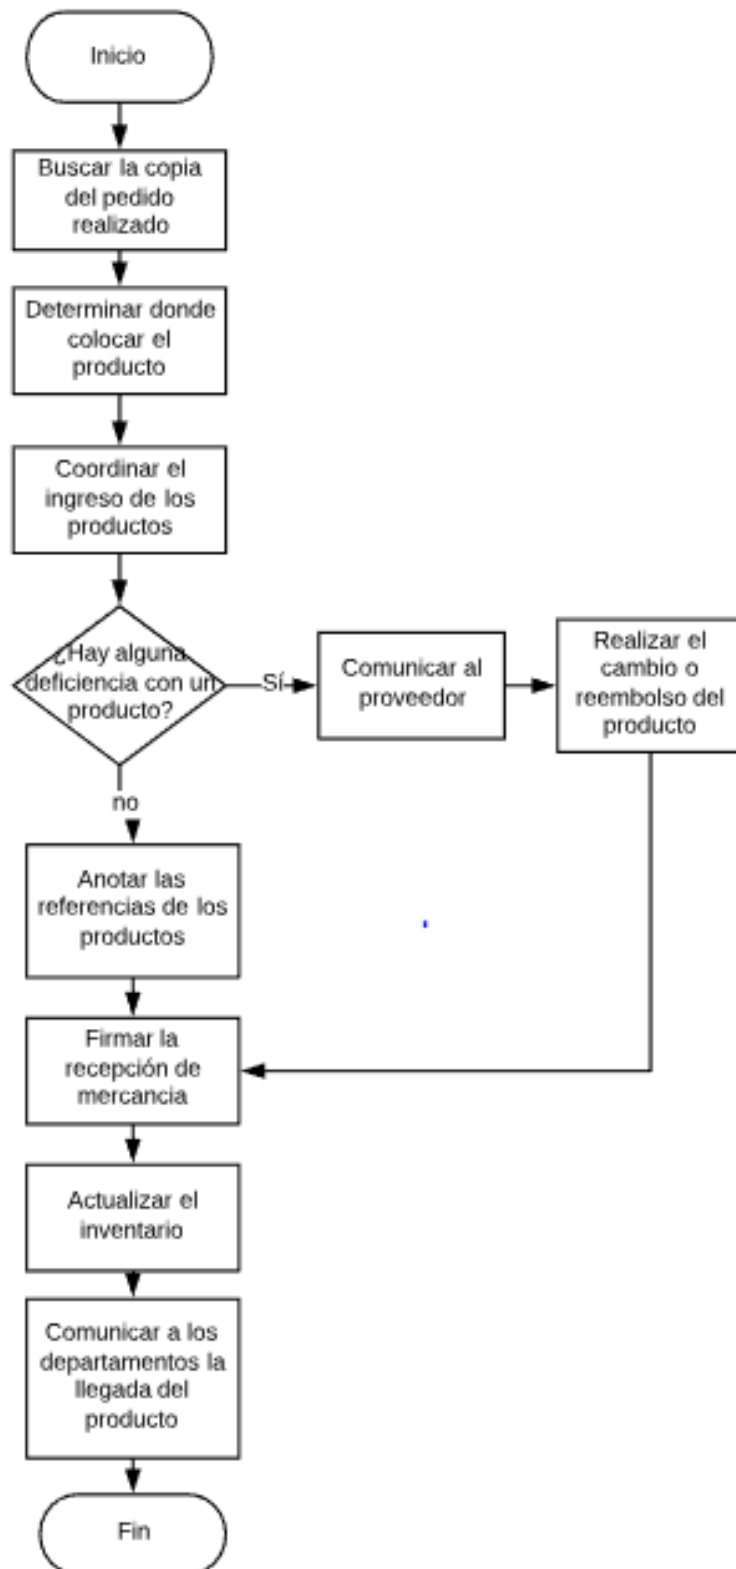 Inicio
Buscar la copia
del pedido
realizado
Determinar donde
colocar el
producto
Coordinar el
ingreso de los
productos
¿Hay alguna
deficiencia con un
producto?
Sí
Comunicar al
proveedor
Realizar el
cambio o
reembolso del
producto
no
Anotar las
referencias de los
productos
Firmar la
recepción de
mercancia
Actualizar el
inventario
Comunicar a los
departamentos la
llegada del
producto
Fin